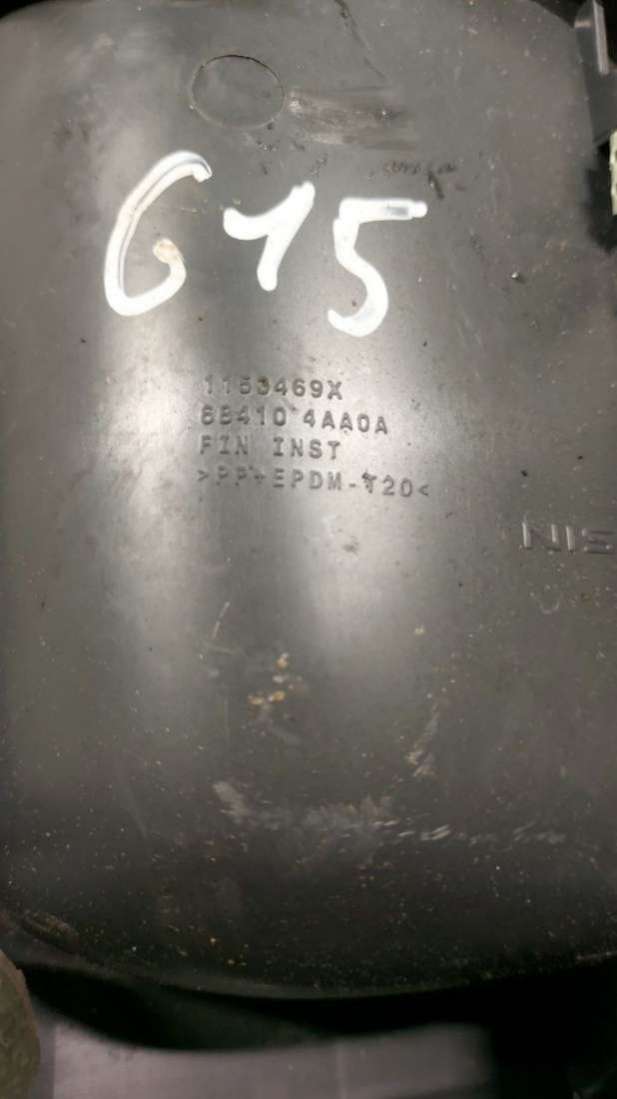 G15
1153469X
68410 4AA0A
FIN INST
>PP+EPDM-T20<
NIS